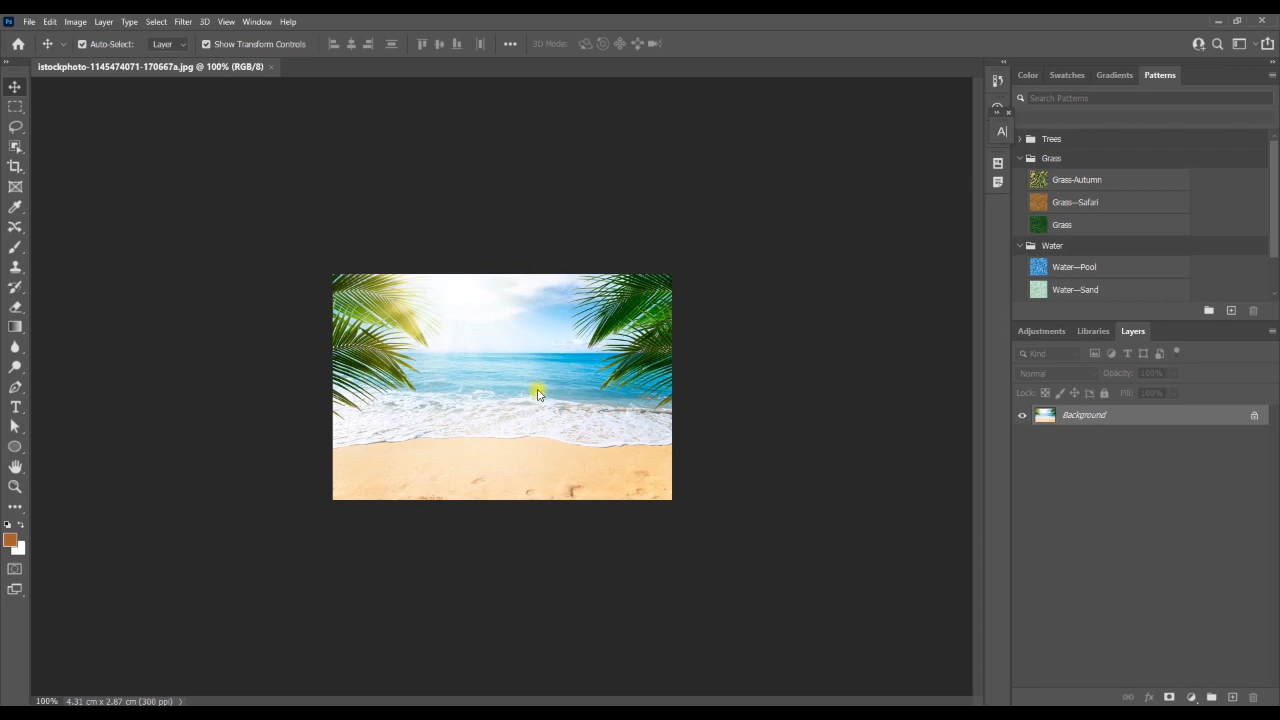 Ps File Edit Image Layer Type Select Filter 3D View Window Help
Auto-Select: Layer Show Transform Controls 3D Mode:
istockphoto-1145474071-170667a.jpg @ 100% (RGB/8) ×
Color Swatches Gradients Patterns
Search Patterns
A|
Trees
Grass
Grass-Autumn
Grass--Safari
Grass
Water
Water—Pool
Water—Sand
Adjustments Libraries Layers
Kind
Normal Opacity: 100%
Lock: Fill: 100%
Background
100% 4.31 cm x 2.87 cm (300 ppi)